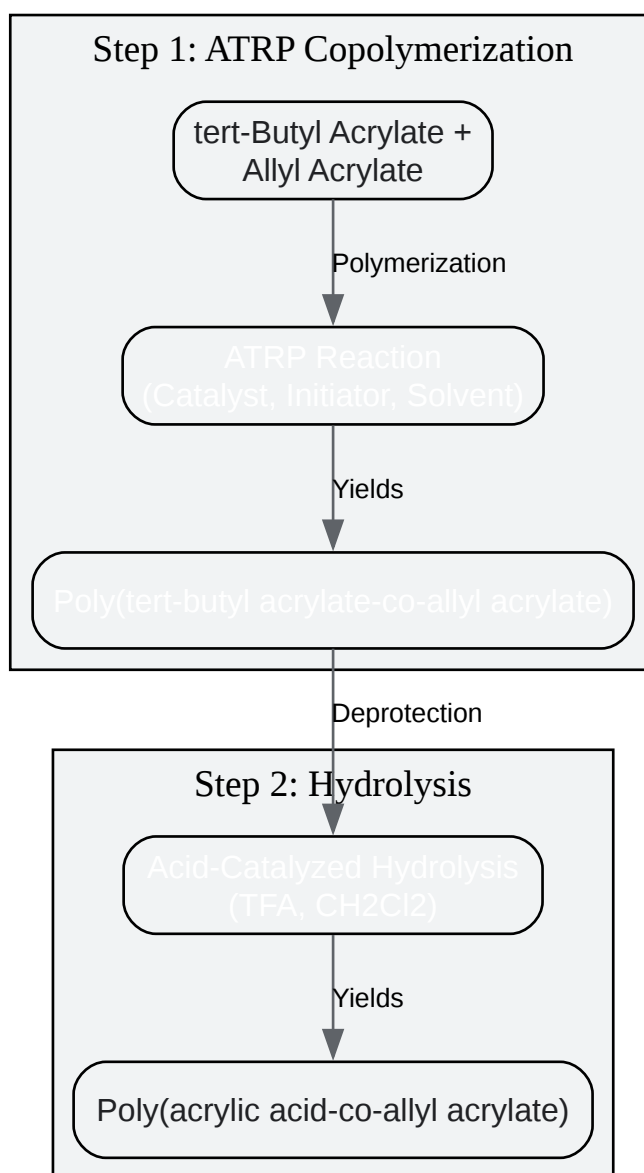 Step 1: ATRP Copolymerization
tert-Butyl Acrylate +
Allyl Acrylate
Polymerization
ATRP Reaction
(Catalyst, Initiator, Solvent)
Yields
Poly(tert-butyl acrylate-co-allyl acrylate)
Deprotection
Step 2: Hydrolysis
Acid-Catalyzed Hydrolysis
(TFA, CH2Cl2)
Yields
Poly(acrylic acid-co-allyl acrylate)